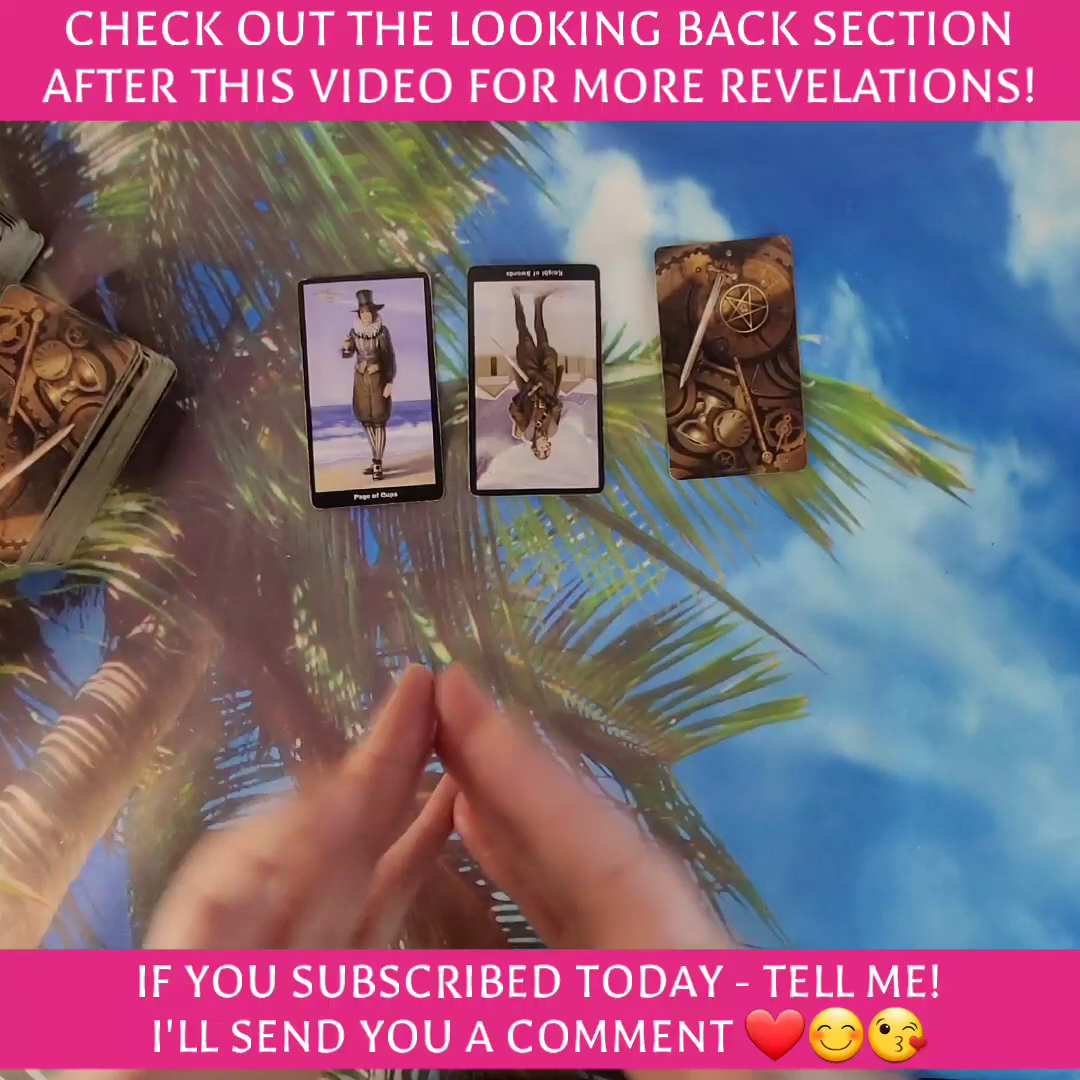 CHECK OUT THE LOOKING BACK SECTION
AFTER THIS VIDEO FOR MORE REVELATIONS!
Knight of Swords
Page of Cups
IF YOU SUBSCRIBED TODAY - TELL ME!
I'LL SEND YOU A COMMENT ❤️😊😘